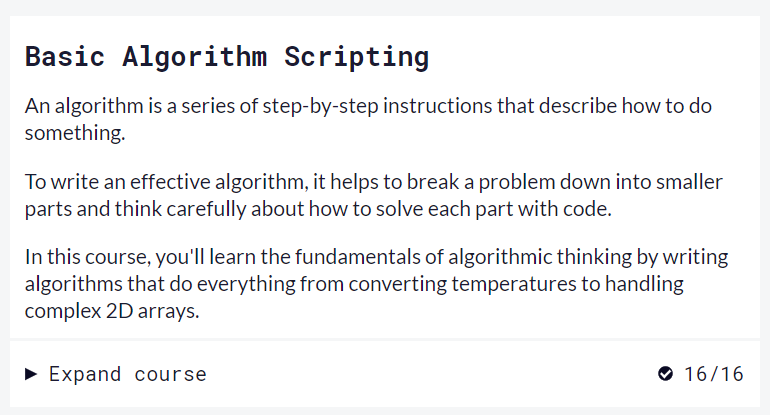 Basic Algorithm Scripting
An algorithm is a series of step-by-step instructions that describe how to do
something.
To write an effective algorithm, it helps to break a problem down into smaller
parts and think carefully about how to solve each part with code.
In this course, you'll learn the fundamentals of algorithmic thinking by writing
algorithms that do everything from converting temperatures to handling
complex 2D arrays.
Expand course 16/16